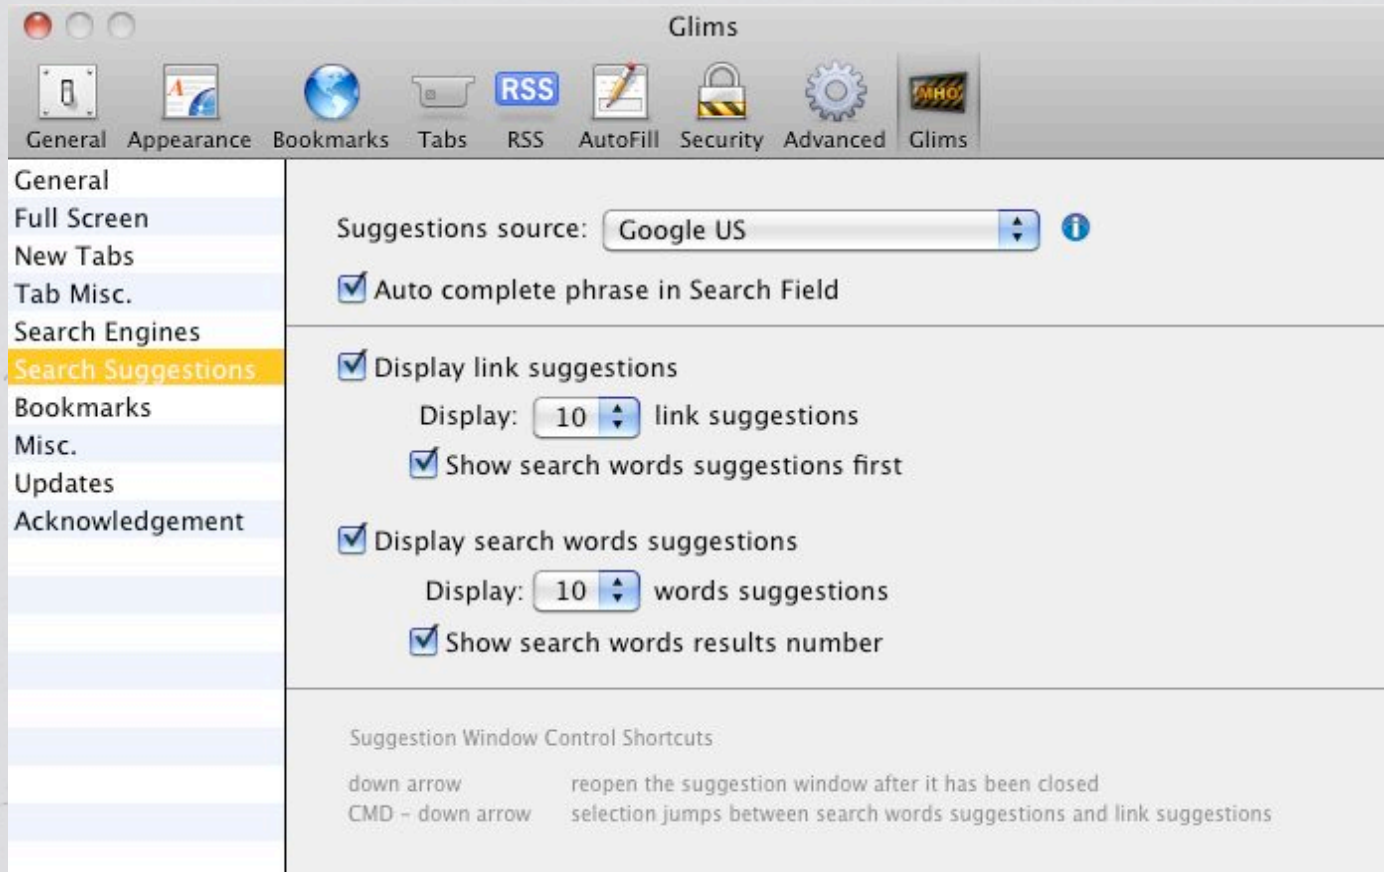 Glims
RSS
MHO
General Appearance Bookmarks Tabs RSS AutoFill Security Advanced Glims
General
Full Screen
New Tabs
Tab Misc.
Search Engines
Search Suggestions
Bookmarks
Misc.
Updates
Acknowledgement
Suggestions source: Google US
Auto complete phrase in Search Field
Display link suggestions
Display: 10 link suggestions
Show search words suggestions first
Display search words suggestions
Display: 10 words suggestions
Show search words results number
Suggestion Window Control Shortcuts
down arrow reopen the suggestion window after it has been closed
CMD – down arrow selection jumps between search words suggestions and link suggestions